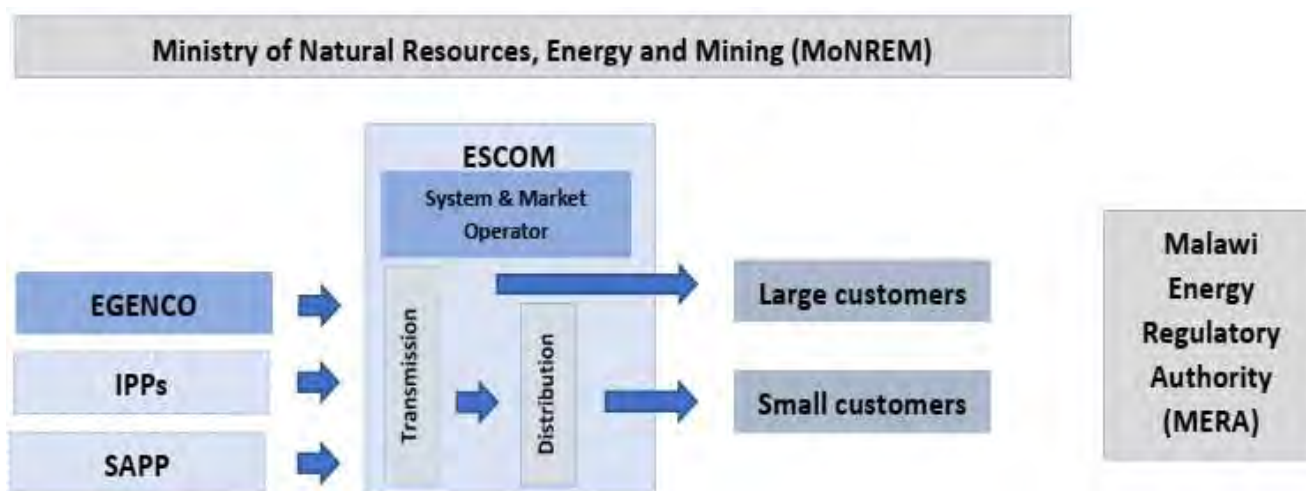 Ministry of Natural Resources, Energy and Mining (MoNREM)
ESCOM
System & Market
Operator
EGENCO
IPPs
SAPP
Transmission
Distribution
Large customers
Small customers
Malawi
Energy
Regulatory
Authority
(MERA)